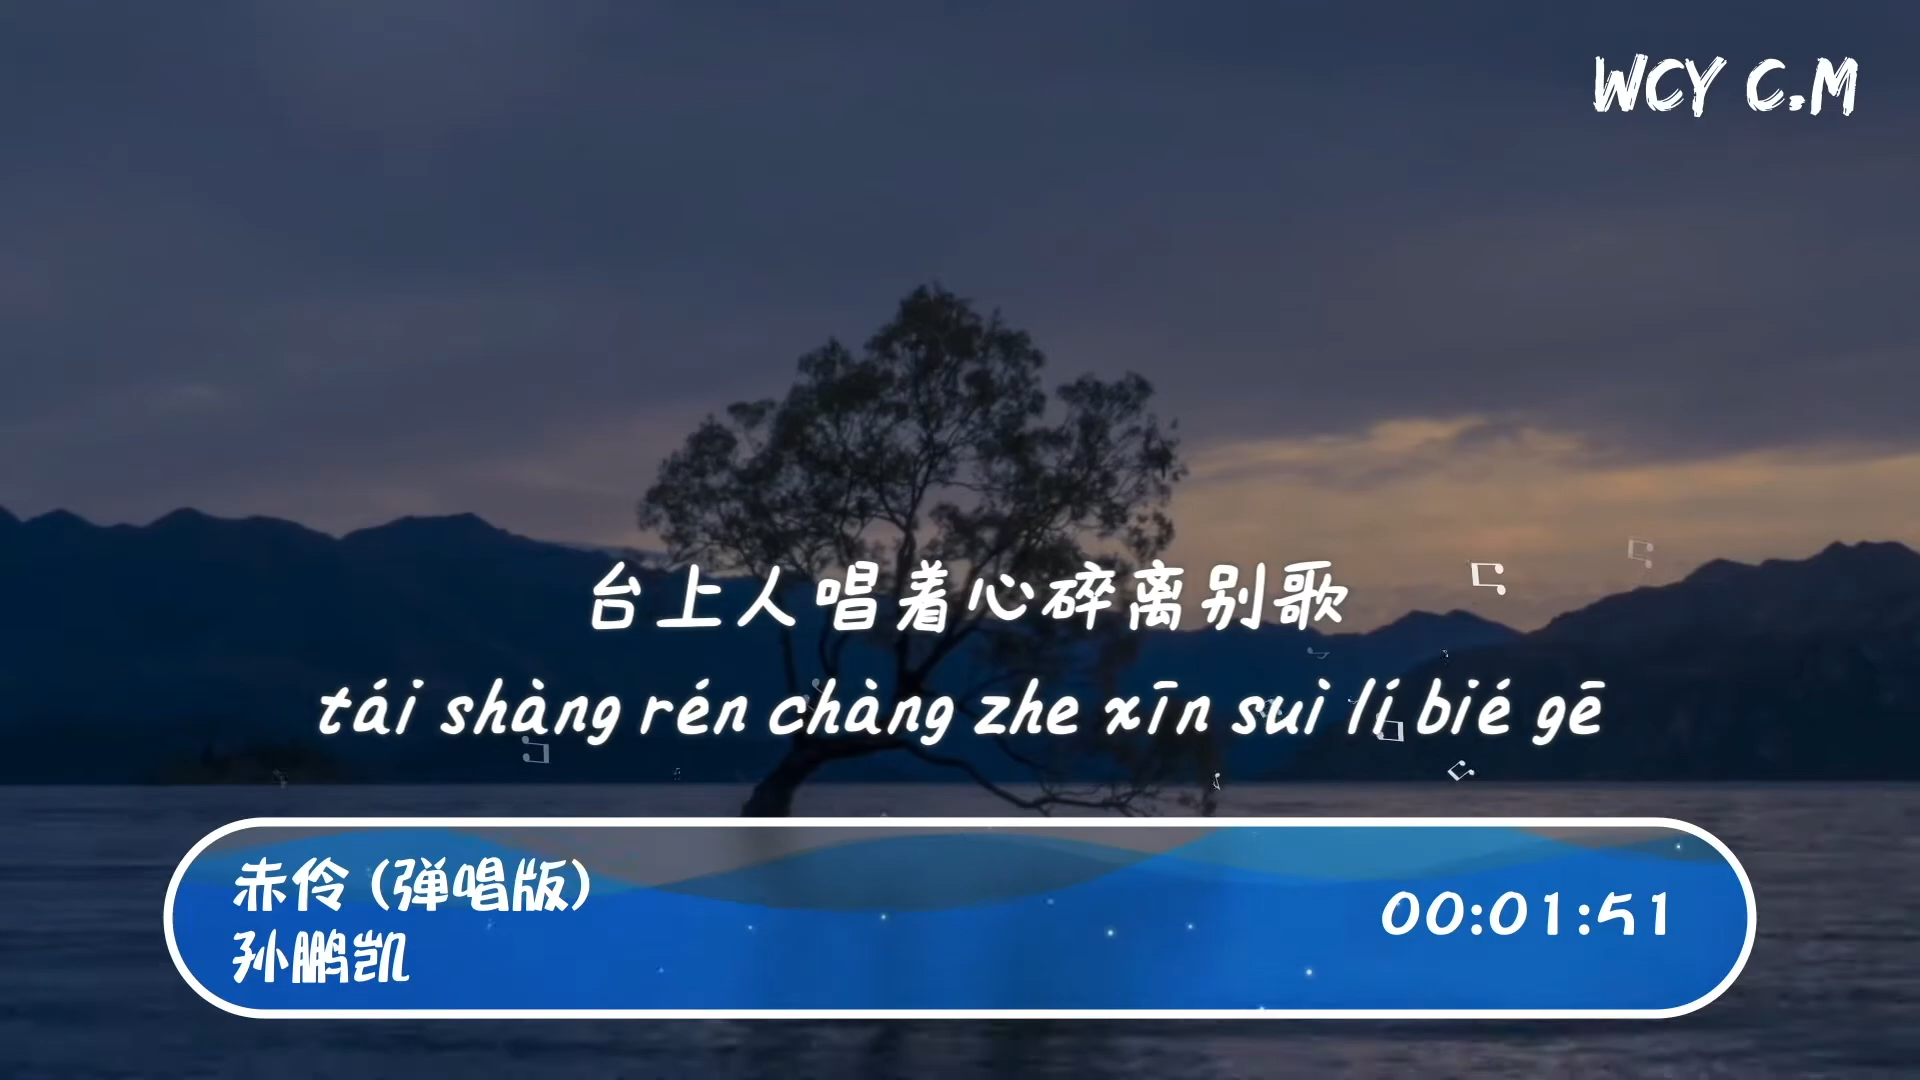 WCY C.M
台上人唱着心碎离别歌
tái shàng rén chàng zhe xīn suì lí bié gē
赤伶 (弹唱版)
孙鹏凯
00:01:51